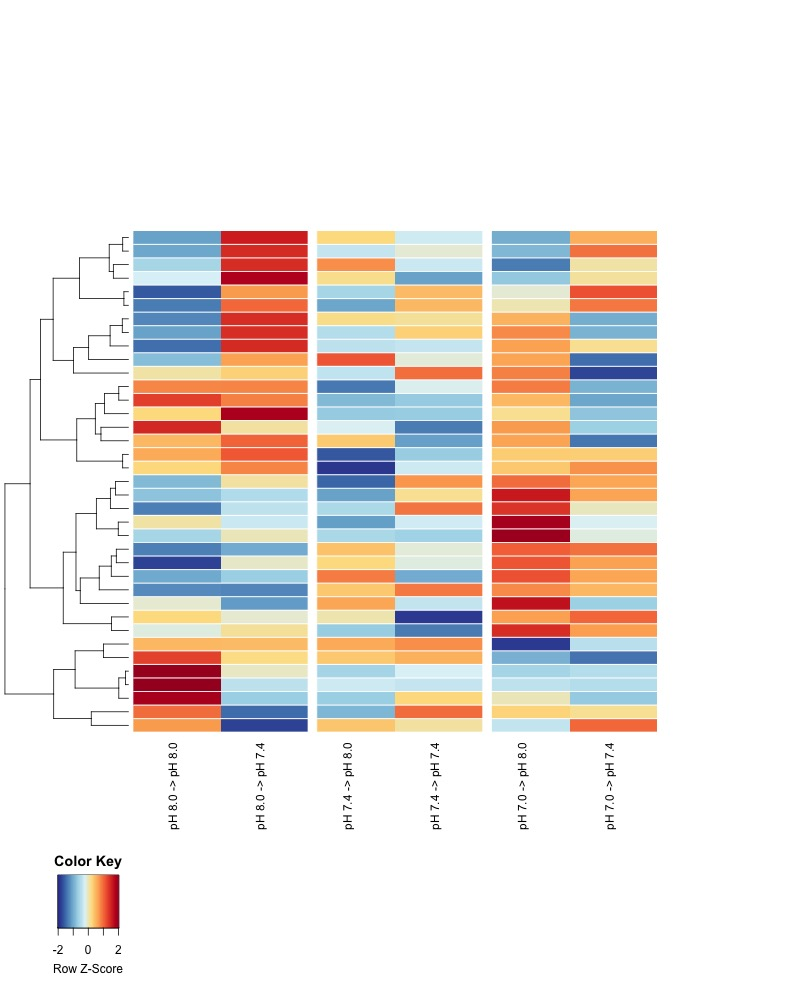 pH 8.0 -> pH 8.0
pH 8.0 -> pH 7.4
pH 7.4 -> pH 8.0
pH 7.4 -> pH 7.4
pH 7.0 -> pH 8.0
pH 7.0 -> pH 7.4
Color Key
-2 0 2
Row Z-Score